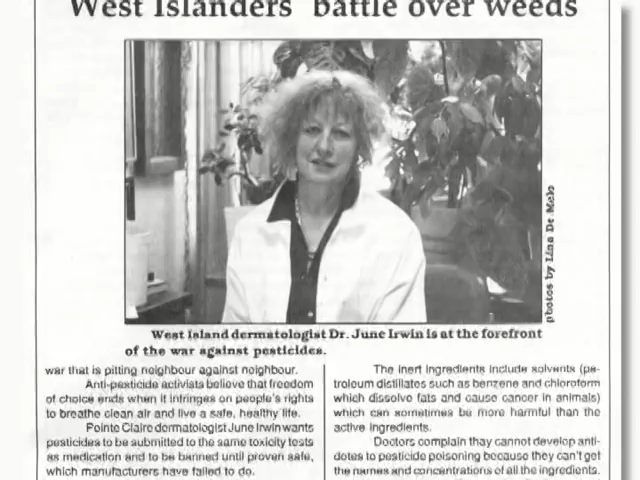 West Islanders' battle over weeds
photos by Lina De Melo
West Island dermatologist Dr. June Irwin is at the forefront
of the war against pesticides.
war that is pitting neighbour against neighbour.
Anti-pesticide activists believe that freedom
of choice ends when it infringes on people's rights
to breathe clean air and live a safe, healthy life.
Pointe Claire dermatologist June Irwin wants
pesticides to be submitted to the same toxicity tests
as medication and to be banned until proven safe,
which manufacturers have failed to do.
The inert ingredients include solvents (pe-
troleum distillates such as benzene and chloroform
which dissolve fats and cause cancer in animals)
which can sometimes be more harmful than the
active ingredients.
Doctors complain they cannot develop anti-
dotes to pesticide poisoning because they can't get
the names and concentrations of all the ingredients.